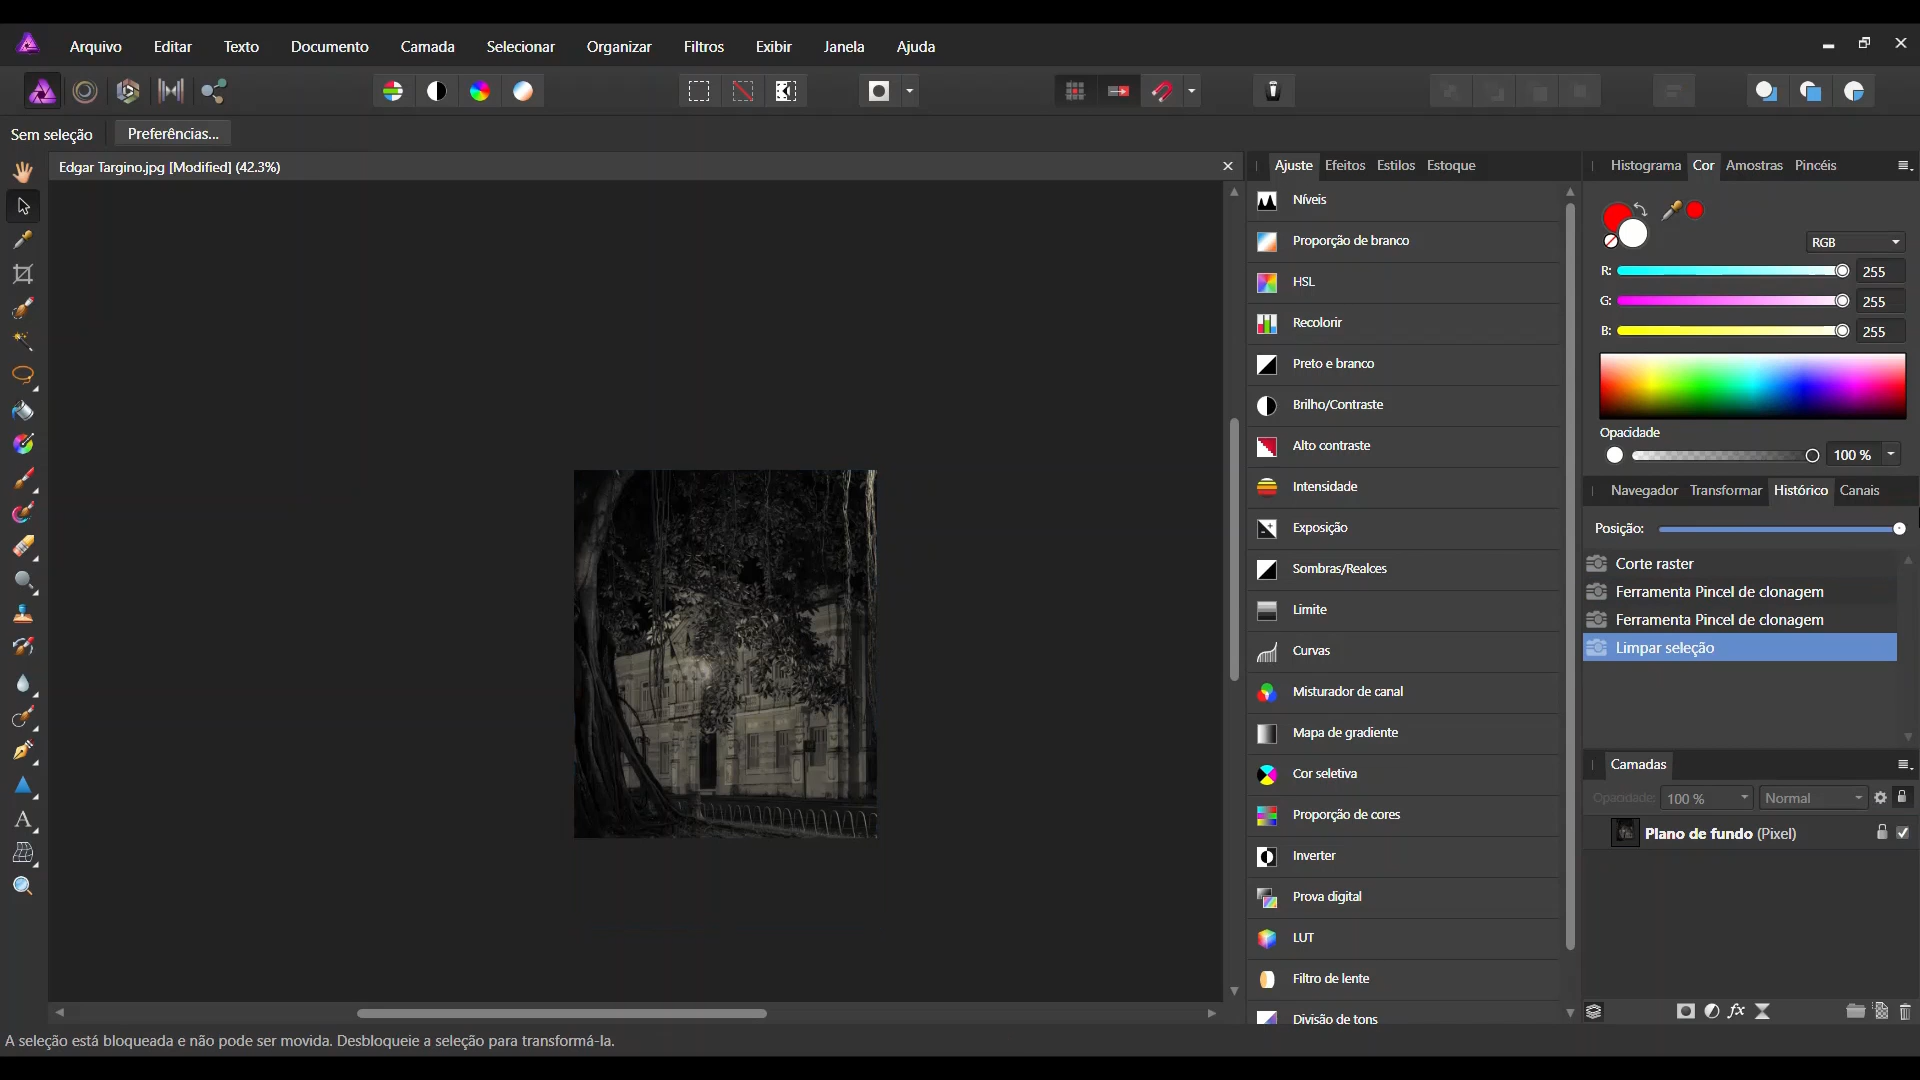 Arquivo Editar Texto Documento Camada Selecionar Organizar Filtros Exibir Janela Ajuda
Sem seleção Preferências...
Edgar Targino.jpg [Modified] (42.3%)
Ajuste Efeitos Estilos Estoque
Níveis
Proporção de branco
HSL
Recolorir
Preto e branco
Brilho/Contraste
Alto contraste
Intensidade
Exposição
Sombras/Realces
Limite
Curvas
Misturador de canal
Mapa de gradiente
Cor seletiva
Proporção de cores
Inverter
Prova digital
LUT
Filtro de lente
Divisão de tons
Histograma Cor Amostras Pincéis
RGB
R: 255
G: 255
B: 255
Opacidade
100 %
Navegador Transformar Histórico Canais
Posição:
Corte raster
Ferramenta Pincel de clonagem
Ferramenta Pincel de clonagem
Limpar seleção
Camadas
Opacidade: 100 % Normal
Plano de fundo (Pixel)
A seleção está bloqueada e não pode ser movida. Desbloqueie a seleção para transformá-la.